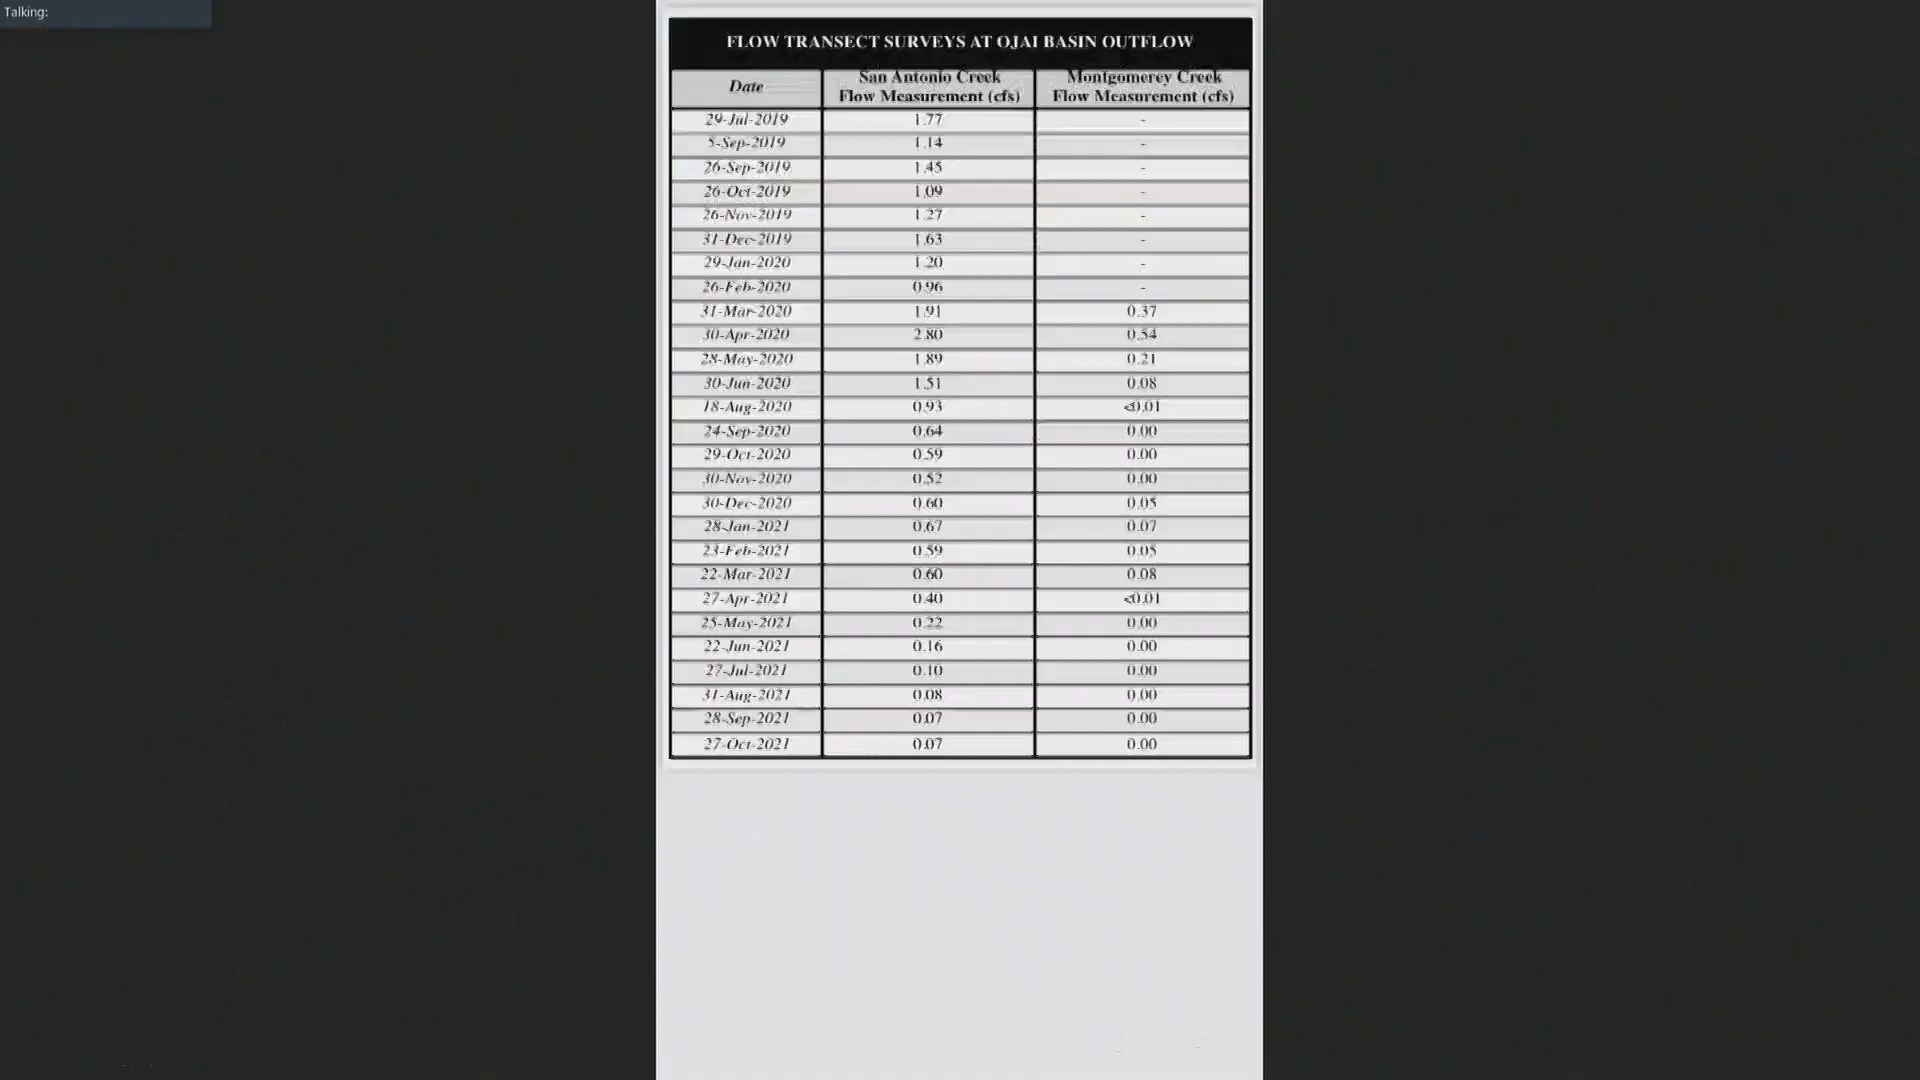 Talking:
FLOW TRANSECT SURVEYS AT OJAI BASIN OUTFLOW
Date San Antonio Creek Flow Measurement (cfs) Montgomerey Creek Flow Measurement (cfs)
29-Jul-2019 1.77 -
5-Sep-2019 1.14 -
26-Sep-2019 1.45 -
26-Oct-2019 1.09 -
26-Nov-2019 1.27 -
31-Dec-2019 1.63 -
29-Jan-2020 1.20 -
26-Feb-2020 0.96 -
31-Mar-2020 1.91 0.37
30-Apr-2020 2.80 0.54
28-May-2020 1.89 0.21
30-Jun-2020 1.51 0.08
18-Aug-2020 0.93 <0.01
24-Sep-2020 0.64 0.00
29-Oct-2020 0.59 0.00
30-Nov-2020 0.52 0.00
30-Dec-2020 0.60 0.05
28-Jan-2021 0.67 0.07
23-Feb-2021 0.59 0.05
22-Mar-2021 0.60 0.08
27-Apr-2021 0.40 <0.01
25-May-2021 0.22 0.00
22-Jun-2021 0.16 0.00
27-Jul-2021 0.10 0.00
31-Aug-2021 0.08 0.00
28-Sep-2021 0.07 0.00
27-Oct-2021 0.07 0.00